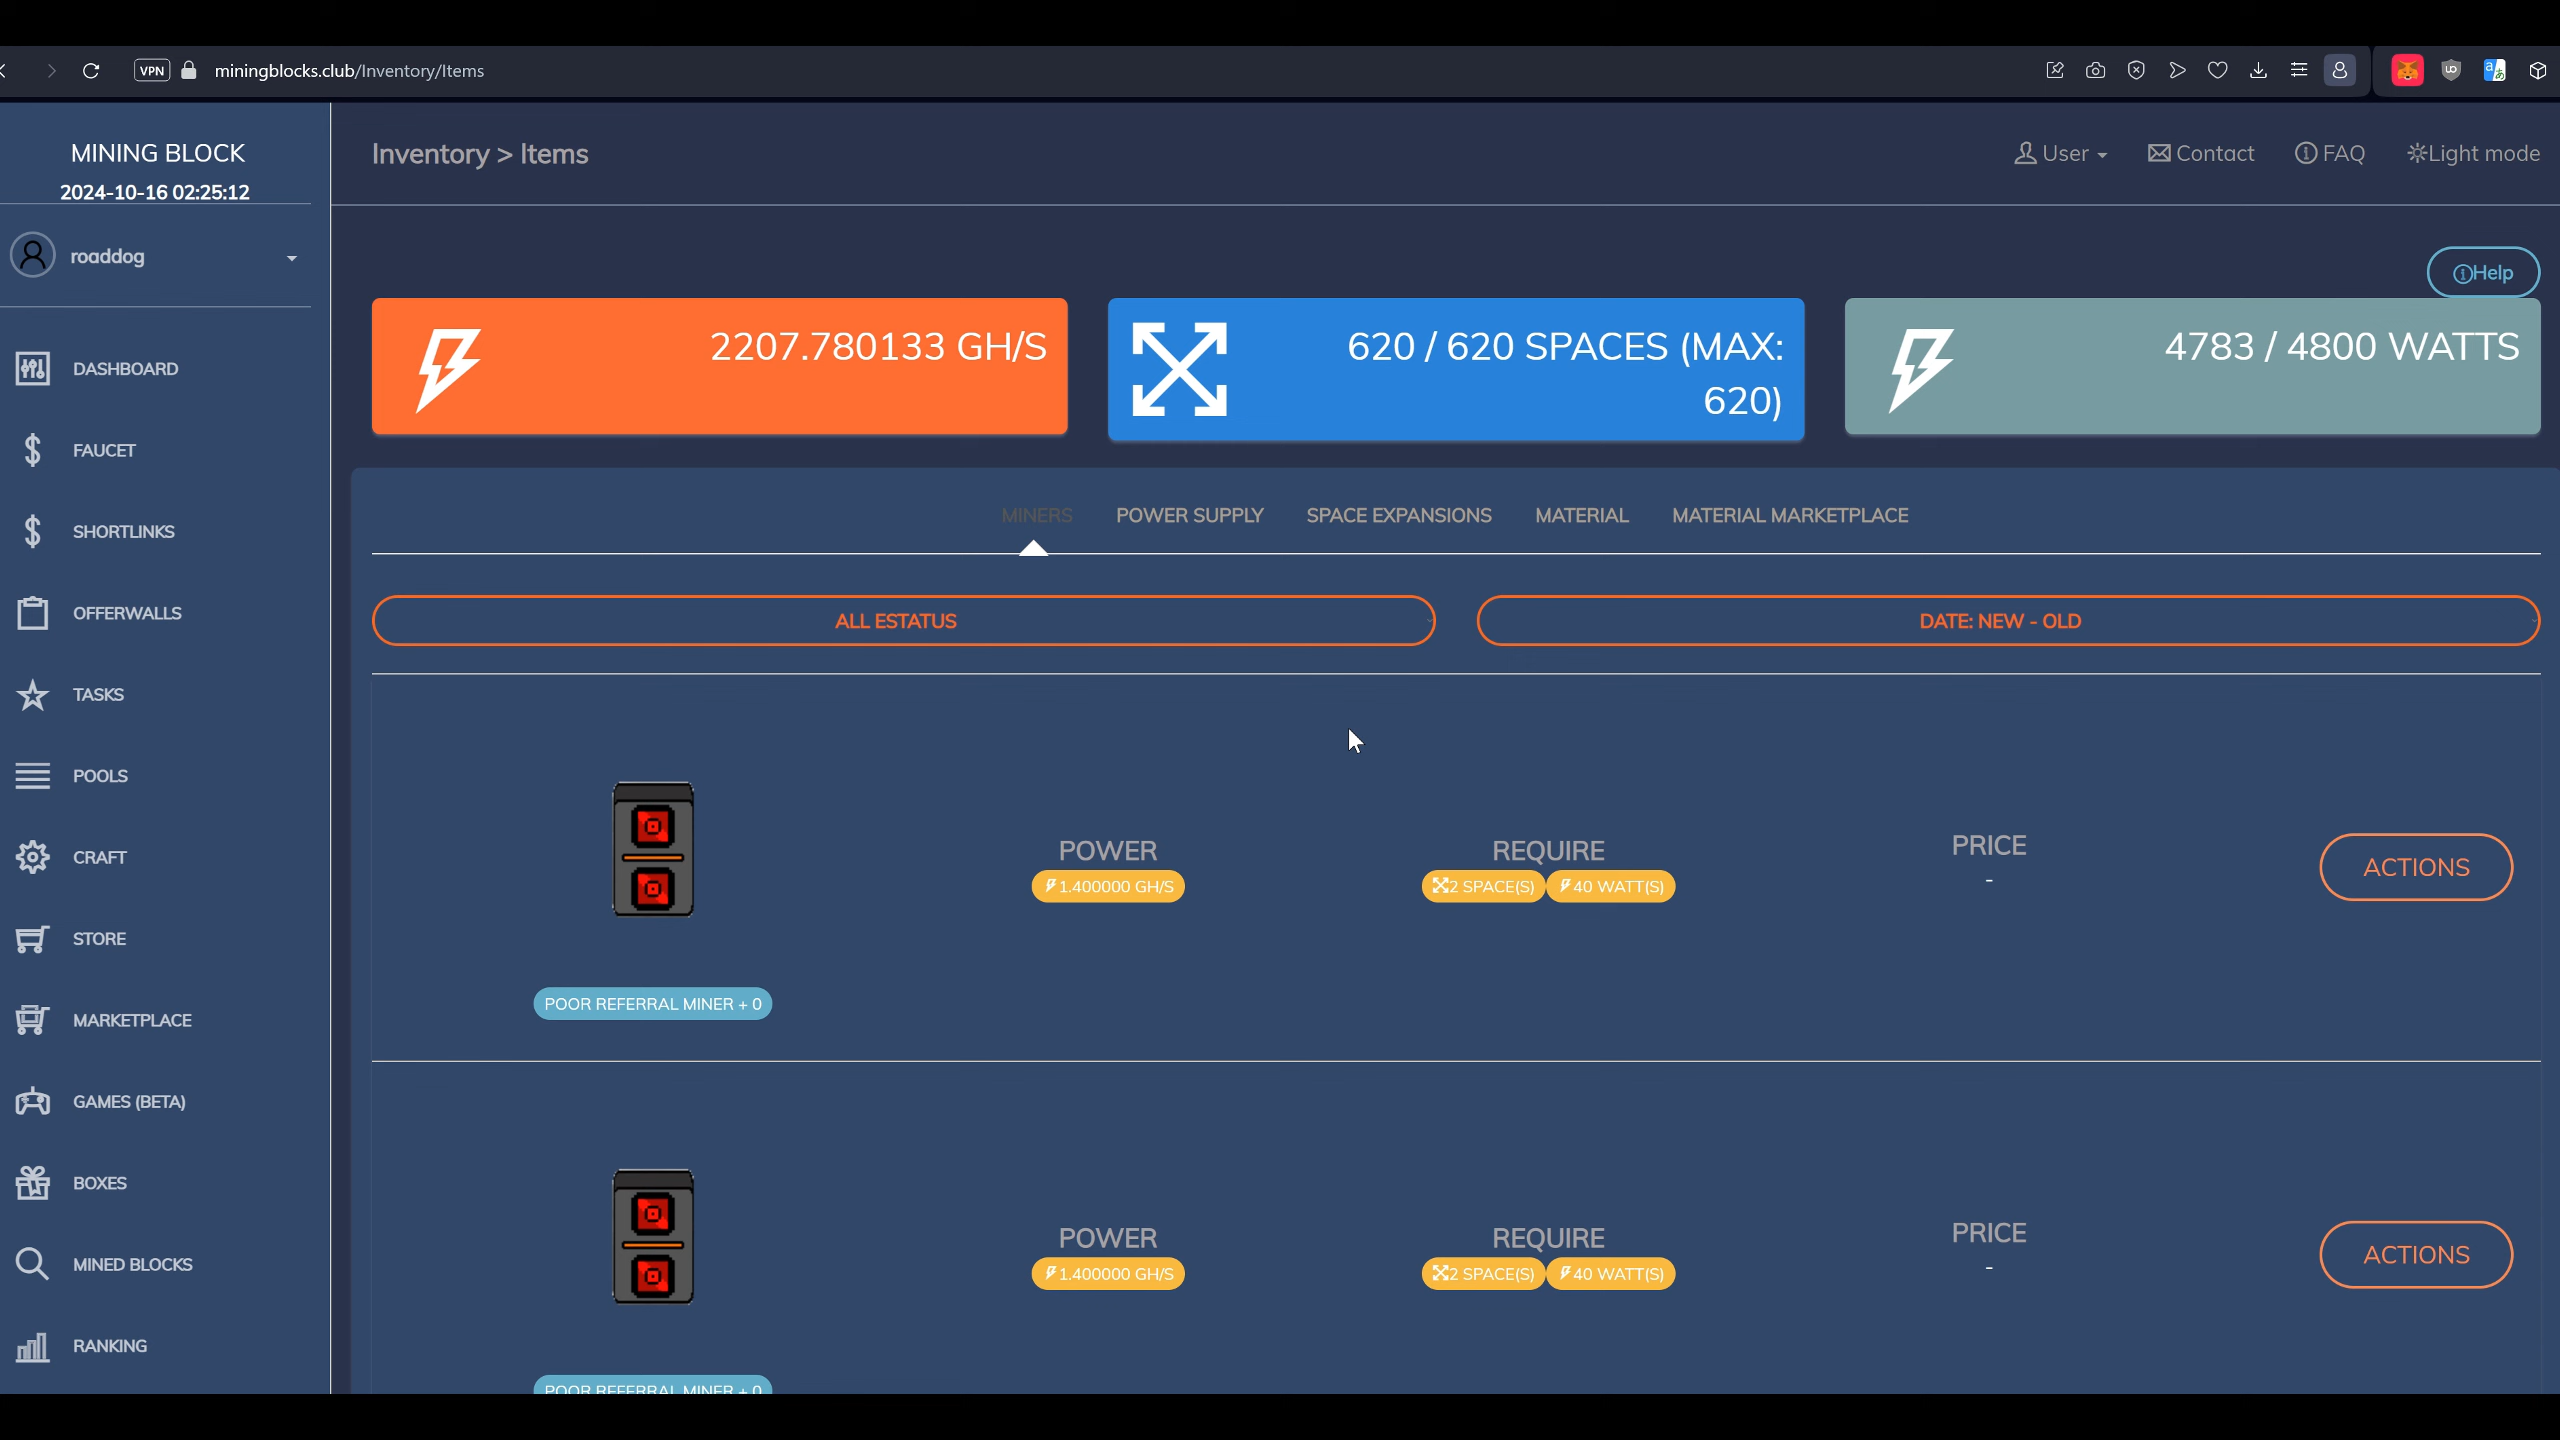 VPN miningblocks.club/Inventory/Items
MINING BLOCK
2024-10-16 02:25:12
roaddog
DASHBOARD
FAUCET
SHORTLINKS
OFFERWALLS
TASKS
POOLS
CRAFT
STORE
MARKETPLACE
GAMES (BETA)
BOXES
MINED BLOCKS
RANKING
Inventory > Items
User
Contact
FAQ
Light mode
Help
2207.780133 GH/S
620 / 620 SPACES (MAX:
620)
4783 / 4800 WATTS
MINERS POWER SUPPLY SPACE EXPANSIONS MATERIAL MATERIAL MARKETPLACE
ALL ESTATUS
DATE: NEW - OLD
POWER
1.400000 GH/S
REQUIRE
2 SPACE(S) 40 WATT(S)
PRICE
-
ACTIONS
POOR REFERRAL MINER + 0
POWER
1.400000 GH/S
REQUIRE
2 SPACE(S) 40 WATT(S)
PRICE
-
ACTIONS
POOR REFERRAL MINER + 0